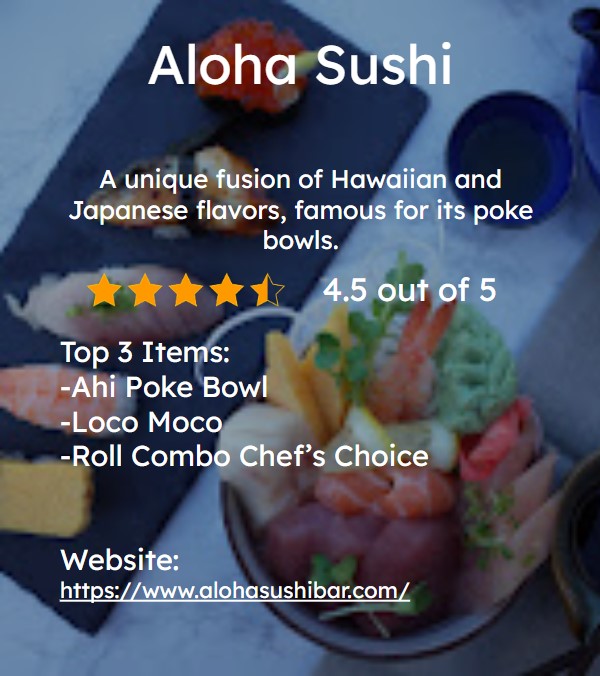 Aloha Sushi
A unique fusion of Hawaiian and
Japanese flavors, famous for its poke
bowls.
4.5 out of 5
Top 3 Items:
-Ahi Poke Bowl
-Loco Moco
-Roll Combo Chef’s Choice
Website:
https://www.alohasushibar.com/